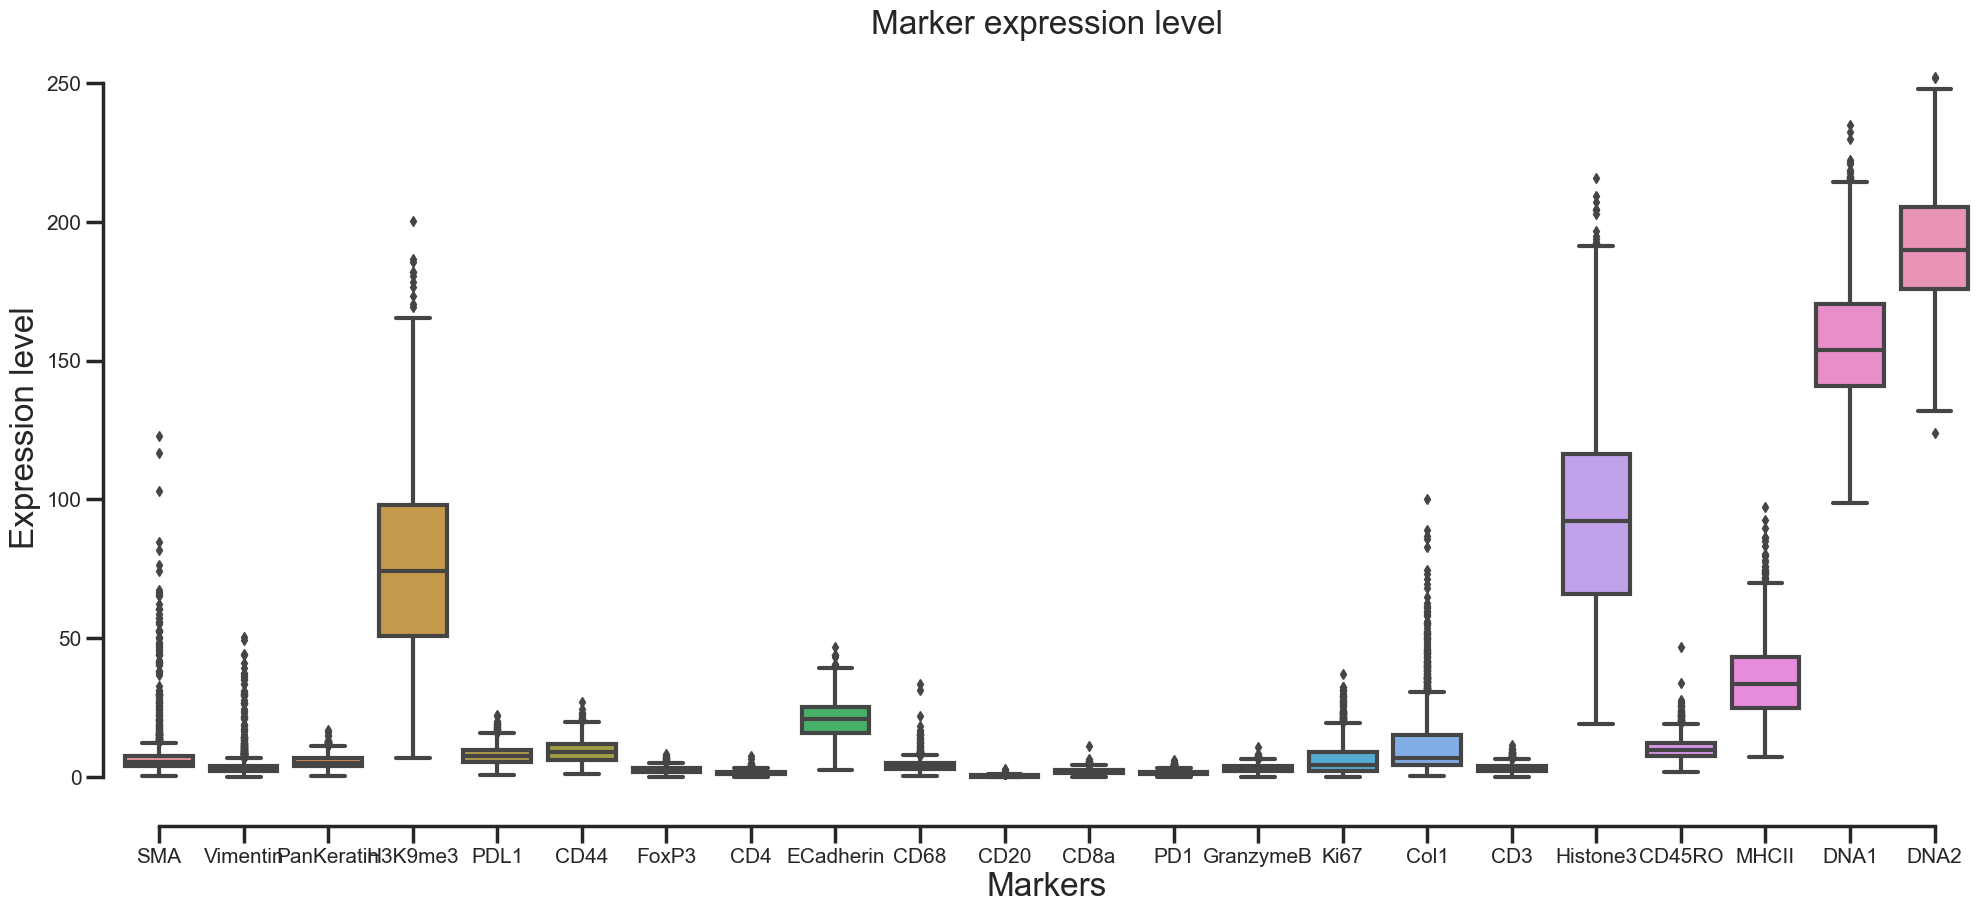 Marker expression level
250
200
150
100
50
0
Expression level
SMA Vimentin PanKeratin H3K9me3 PDL1 CD44 FoxP3 CD4 ECadherin CD68 CD20 CD8a PD1 GranzymeB Ki67 Col1 CD3 Histone3 CD45RO MHCII DNA1 DNA2
Markers